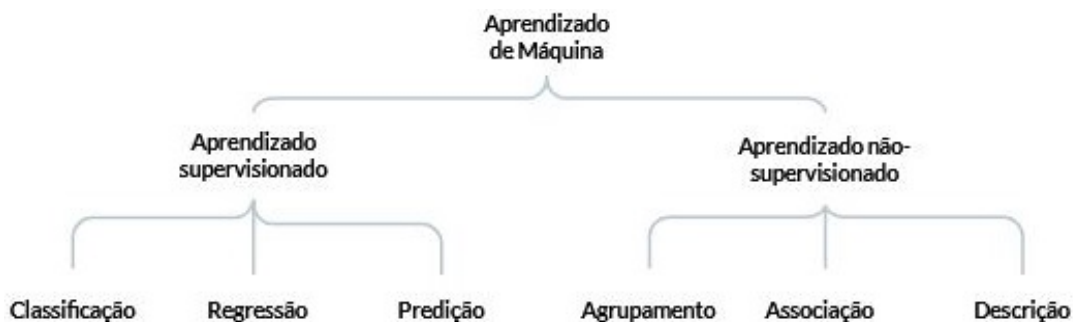 Aprendizado
de Máquina
Aprendizado
supervisionado
Aprendizado não-
supervisionado
Classificação
Regressão
Predição
Agrupamento
Associação
Descrição